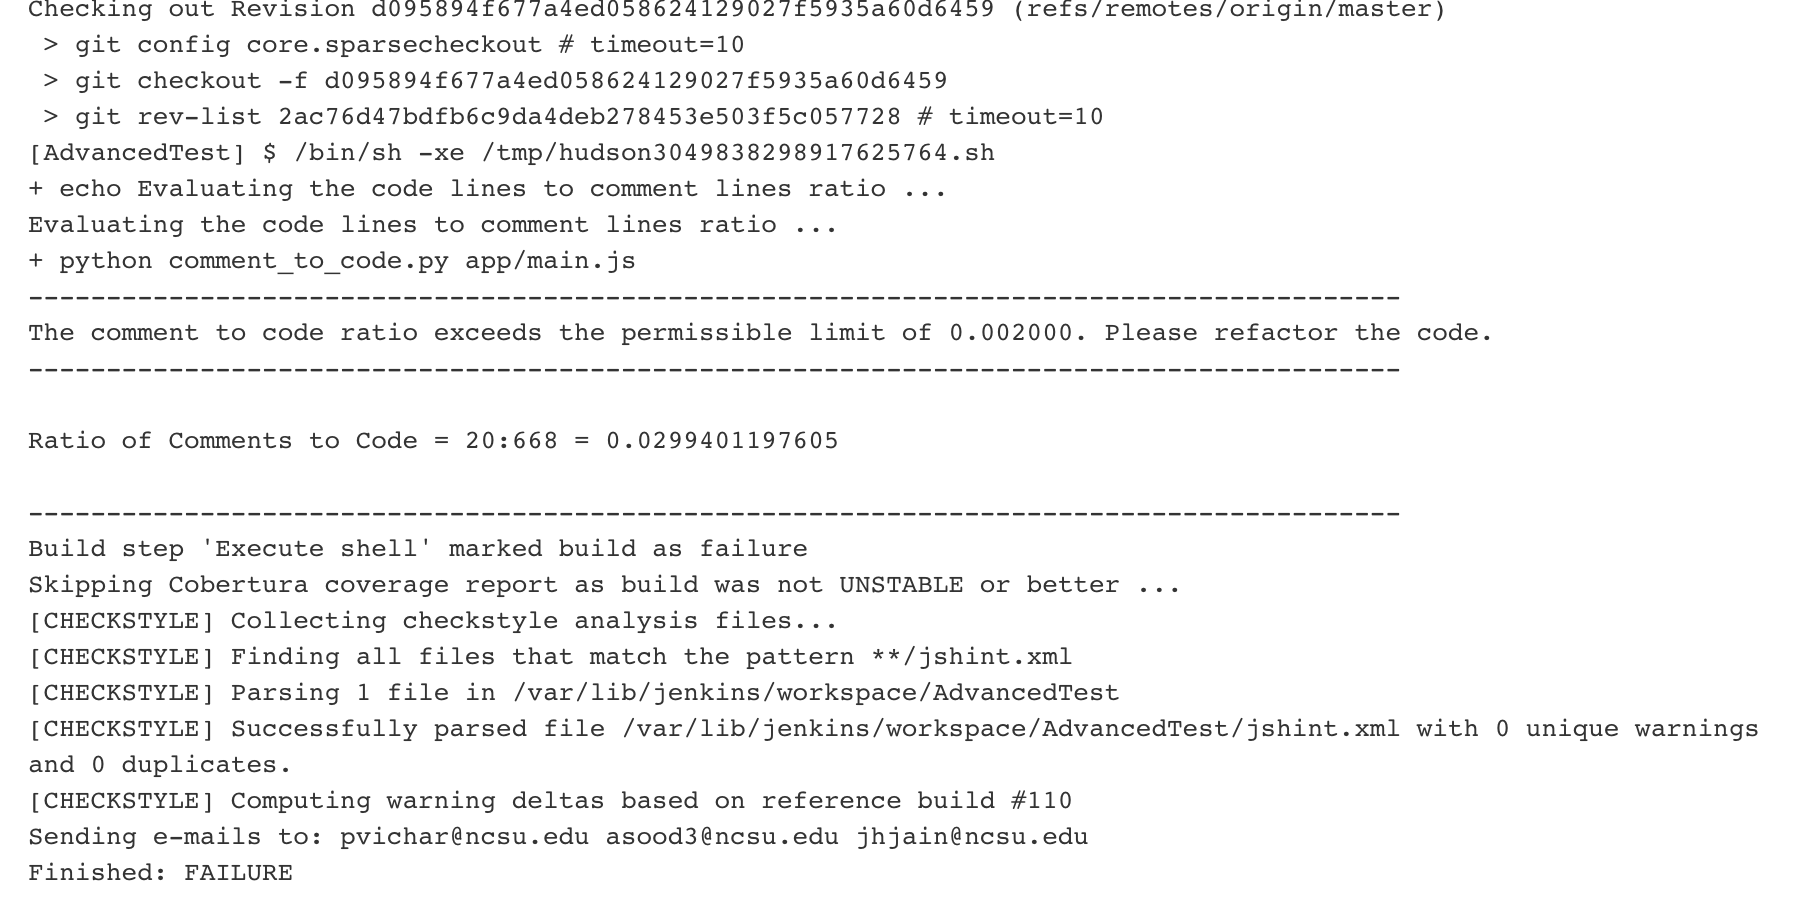 Checking out Revision d095894f677a4ed058624129027f5935a60d6459 (refs/remotes/origin/master)
 > git config core.sparsecheckout # timeout=10
 > git checkout -f d095894f677a4ed058624129027f5935a60d6459
 > git rev-list 2ac76d47bdfb6c9da4deb278453e503f5c057728 # timeout=10
[AdvancedTest] $ /bin/sh -xe /tmp/hudson3049838298917625764.sh
+ echo Evaluating the code lines to comment lines ratio ...
Evaluating the code lines to comment lines ratio ...
+ python comment_to_code.py app/main.js
----------------------------------------------------------------------------------------
The comment to code ratio exceeds the permissible limit of 0.002000. Please refactor the code.
----------------------------------------------------------------------------------------
Ratio of Comments to Code = 20:668 = 0.0299401197605
----------------------------------------------------------------------------------------
Build step 'Execute shell' marked build as failure
Skipping Cobertura coverage report as build was not UNSTABLE or better ...
[CHECKSTYLE] Collecting checkstyle analysis files...
[CHECKSTYLE] Finding all files that match the pattern **/jshint.xml
[CHECKSTYLE] Parsing 1 file in /var/lib/jenkins/workspace/AdvancedTest
[CHECKSTYLE] Successfully parsed file /var/lib/jenkins/workspace/AdvancedTest/jshint.xml with 0 unique warnings
and 0 duplicates.
[CHECKSTYLE] Computing warning deltas based on reference build #110
Sending e-mails to: pvichar@ncsu.edu asood3@ncsu.edu jhjain@ncsu.edu
Finished: FAILURE